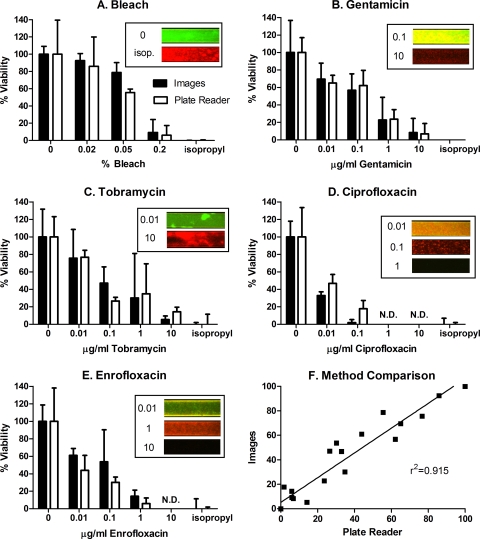 A. Bleach
% Viability
140
120
100
80
60
40
20
0
0
isop.
Images
Plate Reader
0 0.02 0.05 0.2 isopropyl
% Bleach
B. Gentamicin
% Viability
140
120
100
80
60
40
20
0
0.1
10
0 0.01 0.1 1 10 isopropyl
µg/ml Gentamicin
C. Tobramycin
% Viability
140
120
100
80
60
40
20
0
0.01
10
0 0.01 0.1 1 10 isopropyl
µg/ml Tobramycin
D. Ciprofloxacin
% Viability
140
120
100
80
60
40
20
0
0.01
0.1
1
N.D. N.D.
0 0.01 0.1 1 10 isopropyl
µg/ml Ciprofloxacin
E. Enrofloxacin
% Viability
140
120
100
80
60
40
20
0
0.01
1
10
N.D.
0 0.01 0.1 1 10 isopropyl
µg/ml Enrofloxacin
F. Method Comparison
Images
100
80
60
40
20
0
r²=0.915
0 20 40 60 80 100
Plate Reader